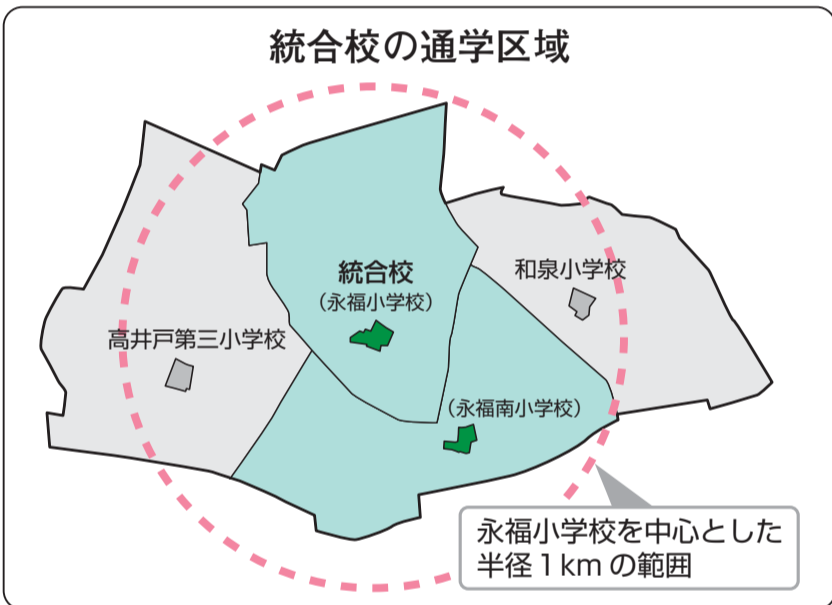 統合校の通学区域
和泉小学校
統合校
（永福小学校）
高井戸第三小学校
（永福南小学校）
永福小学校を中心とした
半径１kmの範囲